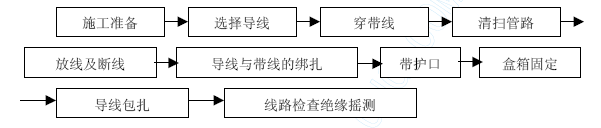 施工准备 选择导线 穿带线 清扫管路
放线及断线 导线与带线的绑扎 带护口 盒箱固定
导线包扎 线路检查绝缘摇测